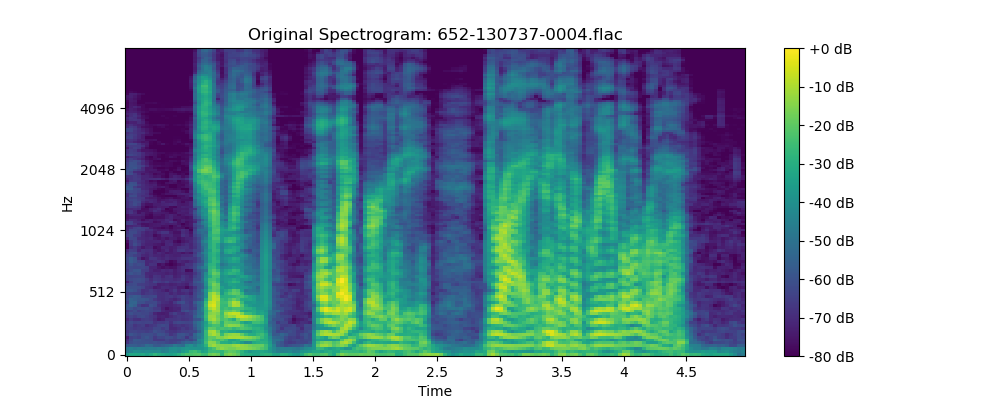 Original Spectrogram: 652-130737-0004.flac
+0 dB
-10 dB
-20 dB
-30 dB
-40 dB
-50 dB
-60 dB
-70 dB
-80 dB
4096
2048
1024
512
0
Hz
0 0.5 1 1.5 2 2.5 3 3.5 4 4.5
Time